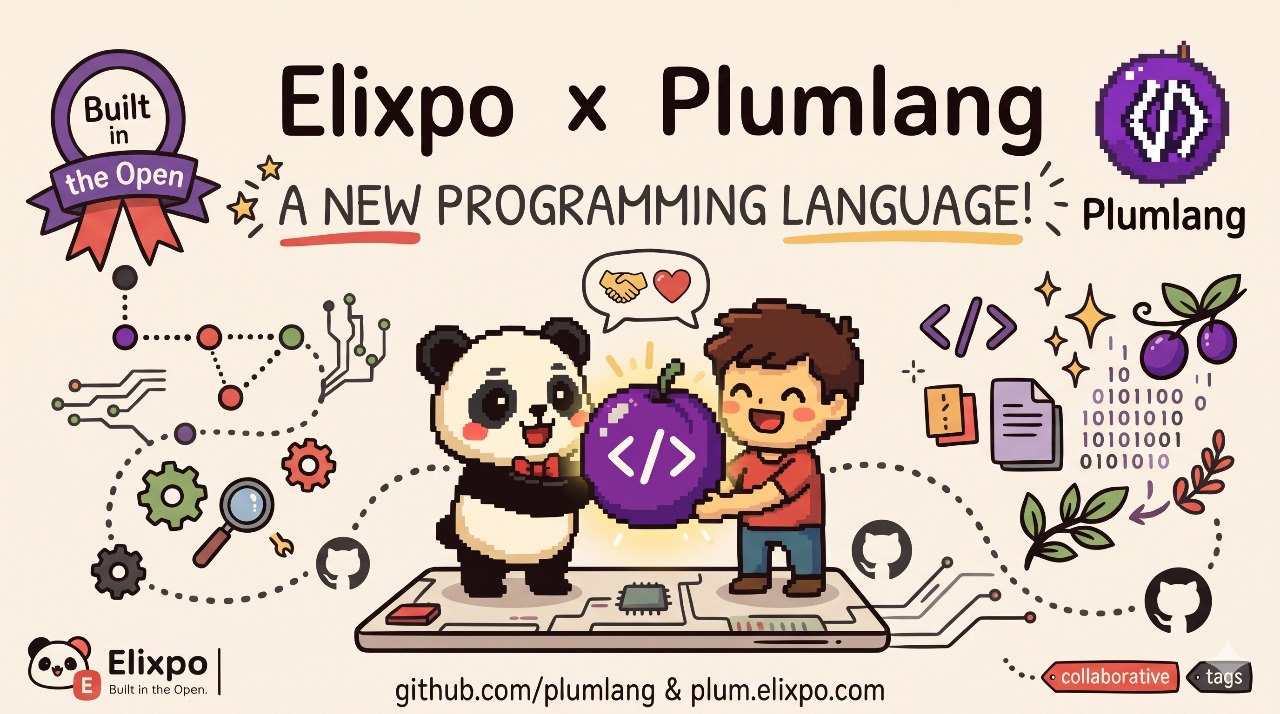 Built
in
the Open
Elixpo x Plumlang
A NEW PROGRAMMING LANGUAGE!
</>
Plumlang
</>
</>
1
1
10
0101100
10101010
10101001
0101010
E
Elixpo
Built in the Open.
github.com/plumlang & plum.elixpo.com
collaborative
tags